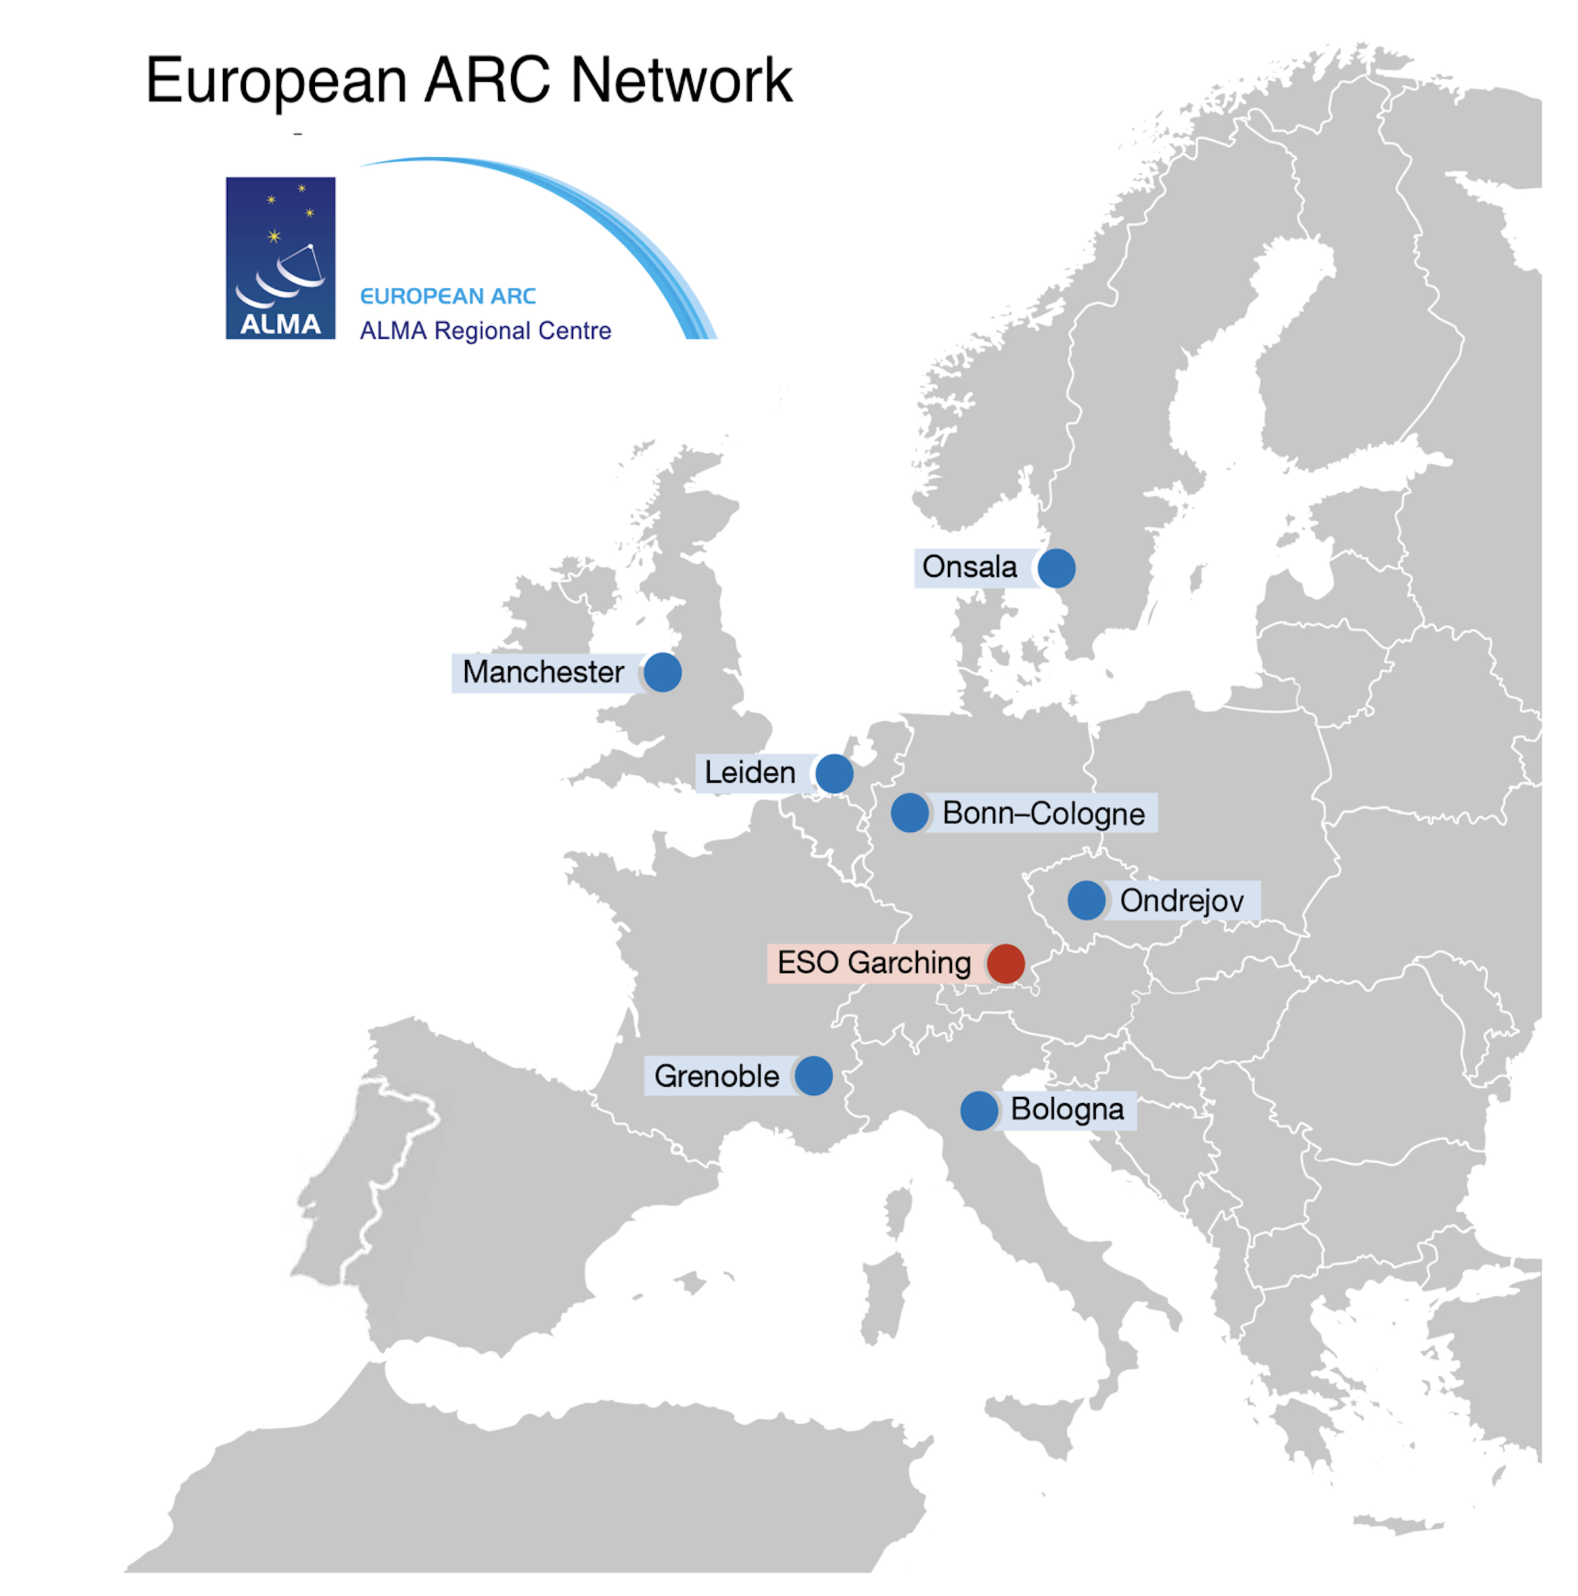 European ARC Network
-
EUROPEAN ARC
ALMA
ALMA Regional Centre
Onsala
Manchester
Leiden
Bonn–Cologne
Ondrejov
ESO Garching
Grenoble
Bologna